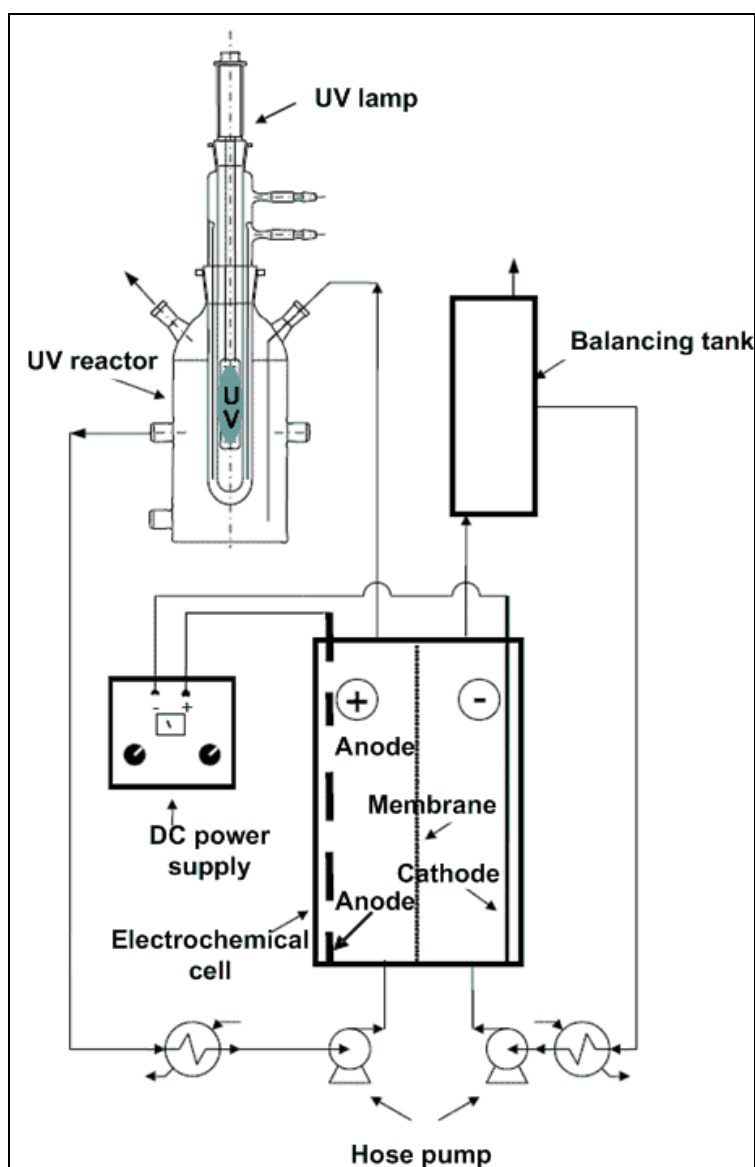 UV lamp
UV reactor
U
V
Balancing tank
- +
+
-
Anode
Membrane
DC power
supply
Cathode
Anode
Electrochemical
cell
Hose pump